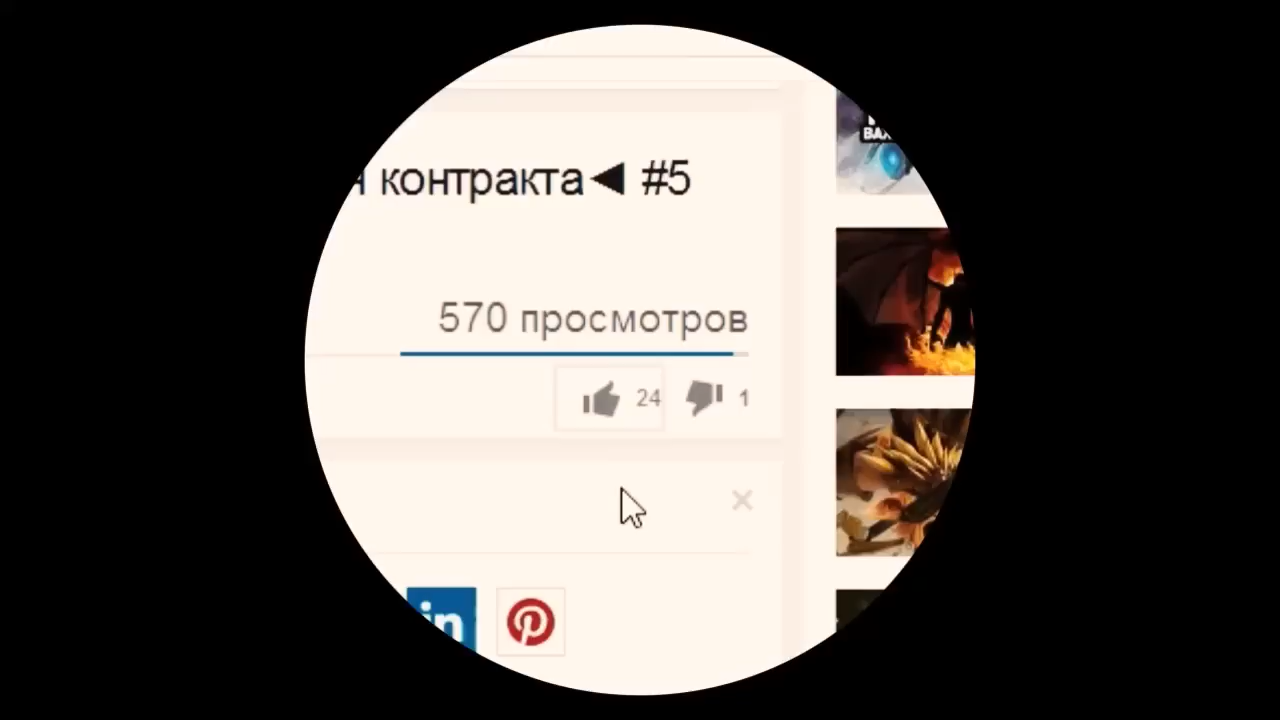 контракта◄ #5
570 просмотров
24 1
in